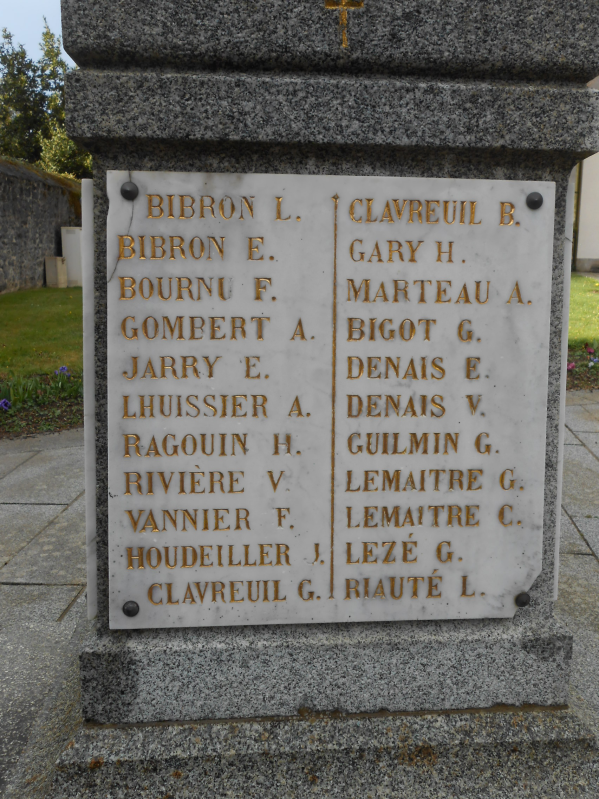 BIBRON L.
BIBRON E.
BOURNU F.
GOMBERT A.
JARRY E.
LHUISSIER A.
RAGOUIN H.
RIVIÈRE V.
VANNIER F.
HOUDEILLER J.
CLAVREUIL G.
CLAVREUIL B.
GARY H.
MARTEAU A.
BIGOT G.
DENAIS E.
DENAIS V.
GUILMIN G.
LEMAITRE G.
LEMAÎTRE C.
LEZÉ G.
RIAUTÉ L.